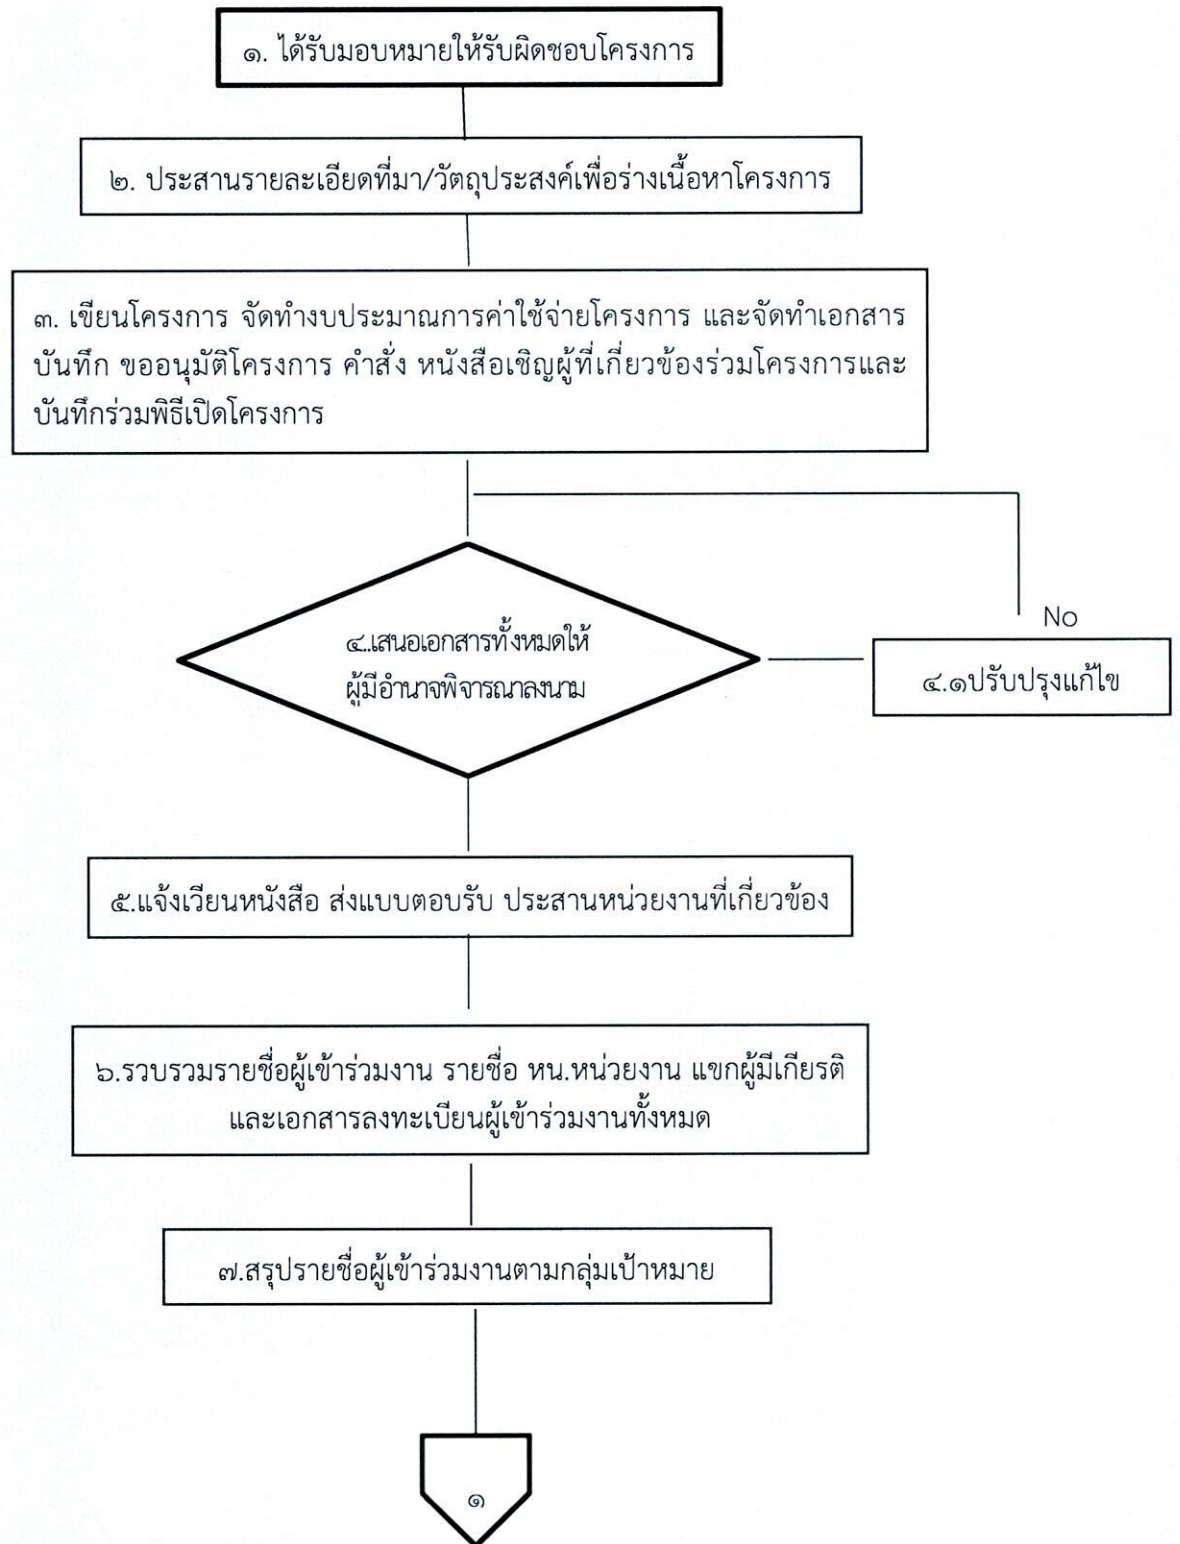 ๑. ได้รับมอบหมายให้รับผิดชอบโครงการ
๒. ประสานรายละเอียดที่มา/วัตถุประสงค์เพื่อร่างเนื้อหาโครงการ
๓. เขียนโครงการ จัดทำงบประมาณการค่าใช้จ่ายโครงการ และจัดทำเอกสาร
บันทึก ขออนุมัติโครงการ คำสั่ง หนังสือเชิญผู้ที่เกี่ยวข้องร่วมโครงการและ
บันทึกร่วมพิธีเปิดโครงการ
๔..เสนอเอกสารทั้งหมดให้
ผู้มีอำนาจพิจารณาลงนาม
No
๔.๑ปรับปรุงแก้ไข
๕.แจ้งเวียนหนังสือ ส่งแบบตอบรับ ประสานหน่วยงานที่เกี่ยวข้อง
๖.รวบรวมรายชื่อผู้เข้าร่วมงาน รายชื่อ หน.หน่วยงาน แขกผู้มีเกียรติ
และเอกสารลงทะเบียนผู้เข้าร่วมงานทั้งหมด
๗.สรุปรายชื่อผู้เข้าร่วมงานตามกลุ่มเป้าหมาย
๑